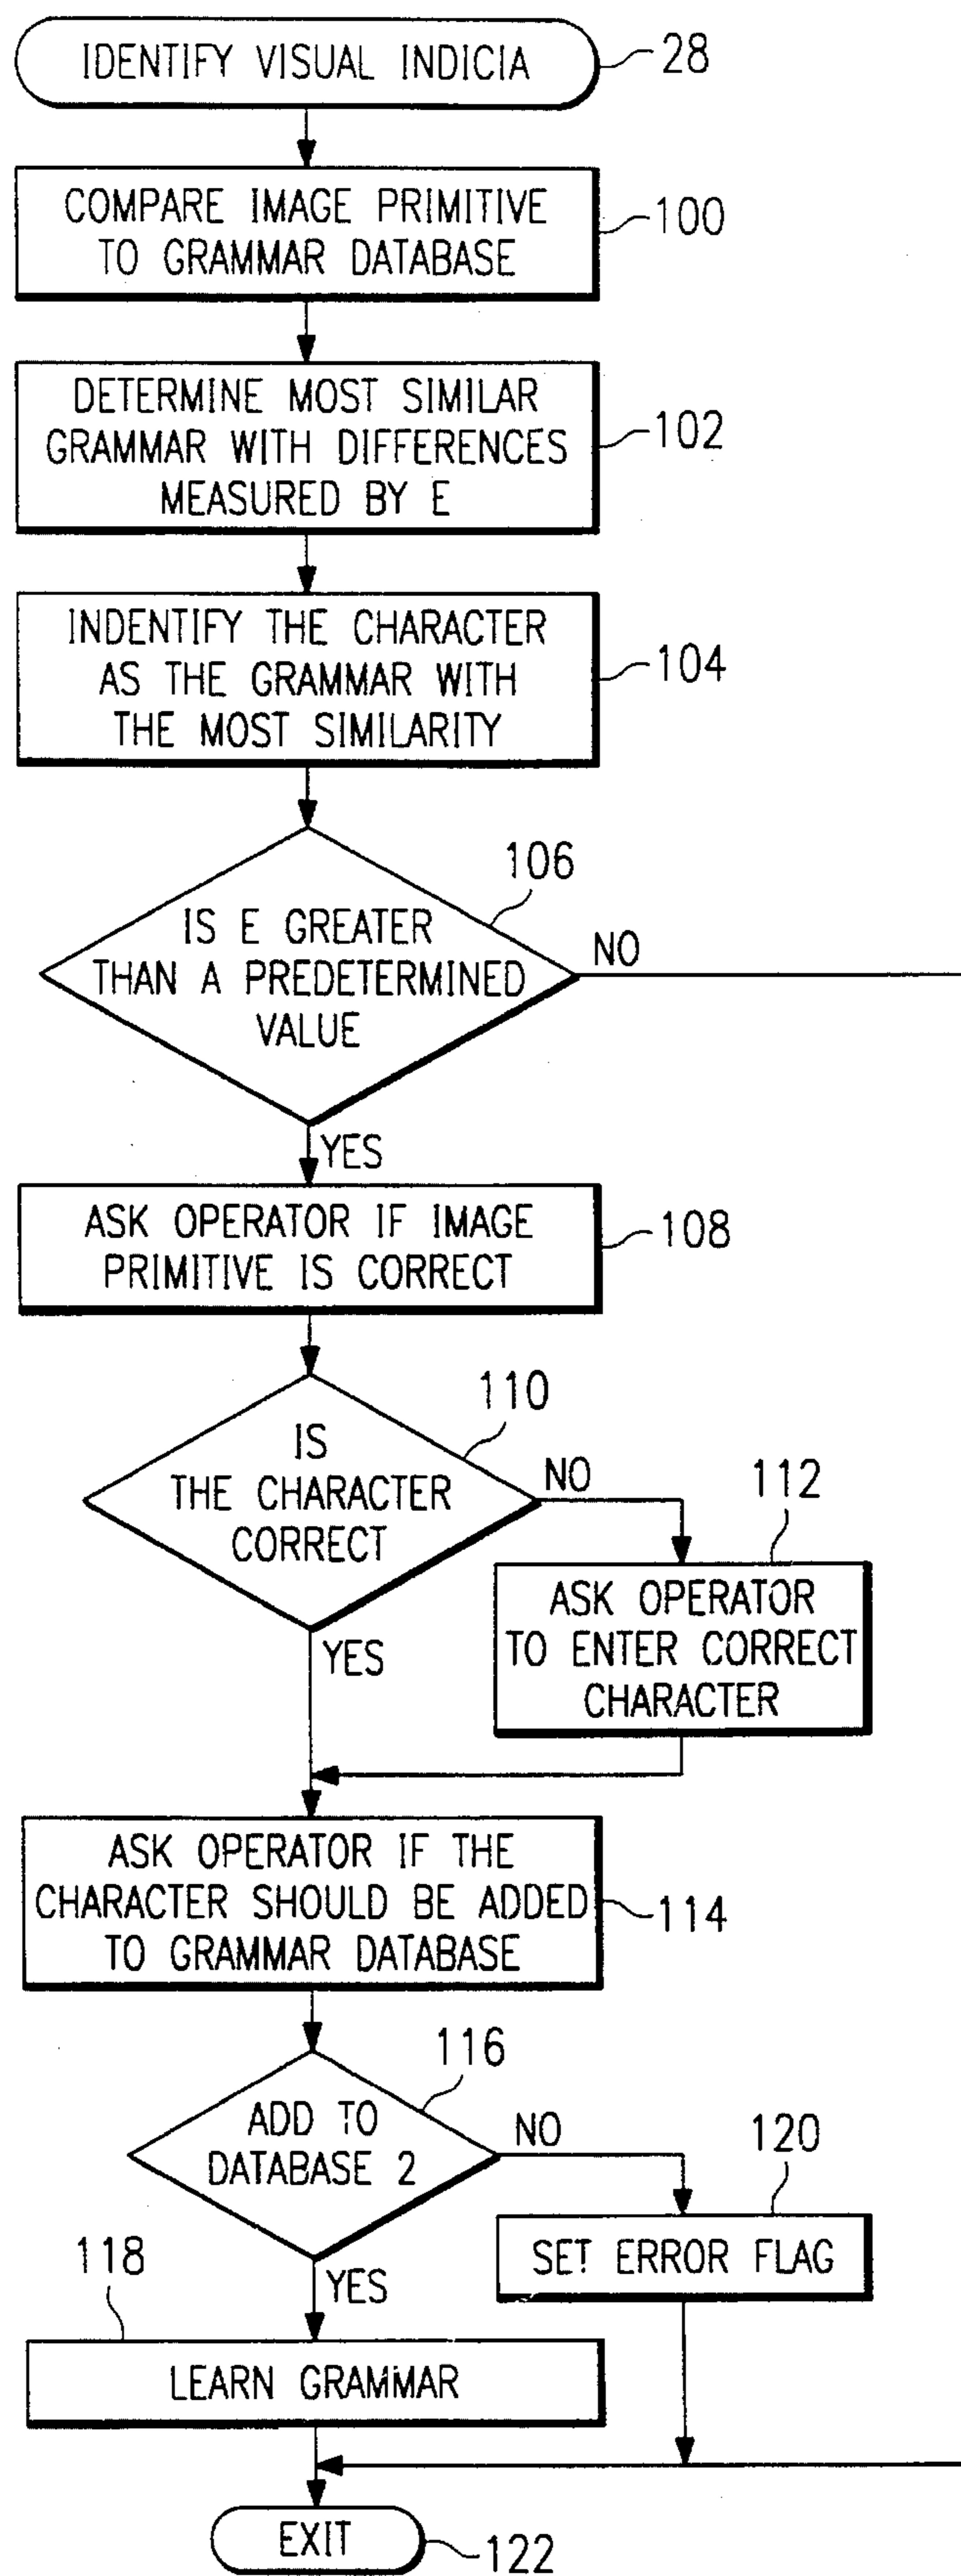 IDENTIFY VISUAL INDICIA
28
COMPARE IMAGE PRIMITIVE
TO GRAMMAR DATABASE
100
DETERMINE MOST SIMILAR
GRAMMAR WITH DIFFERENCES
MEASURED BY E
102
INDENTIFY THE CHARACTER
AS THE GRAMMAR WITH
THE MOST SIMILARITY
104
106
IS E GREATER
THAN A PREDETERMINED
VALUE
NO
YES
ASK OPERATOR IF IMAGE
PRIMITIVE IS CORRECT
108
110
IS
THE CHARACTER
CORRECT
NO
YES
112
ASK OPERATOR
TO ENTER CORRECT
CHARACTER
ASK OPERATOR IF THE
CHARACTER SHOULD BE ADDED
TO GRAMMAR DATABASE
114
116
ADD TO
DATABASE 2
NO
YES
120
SET ERROR FLAG
118
LEARN GRAMMAR
EXIT
122